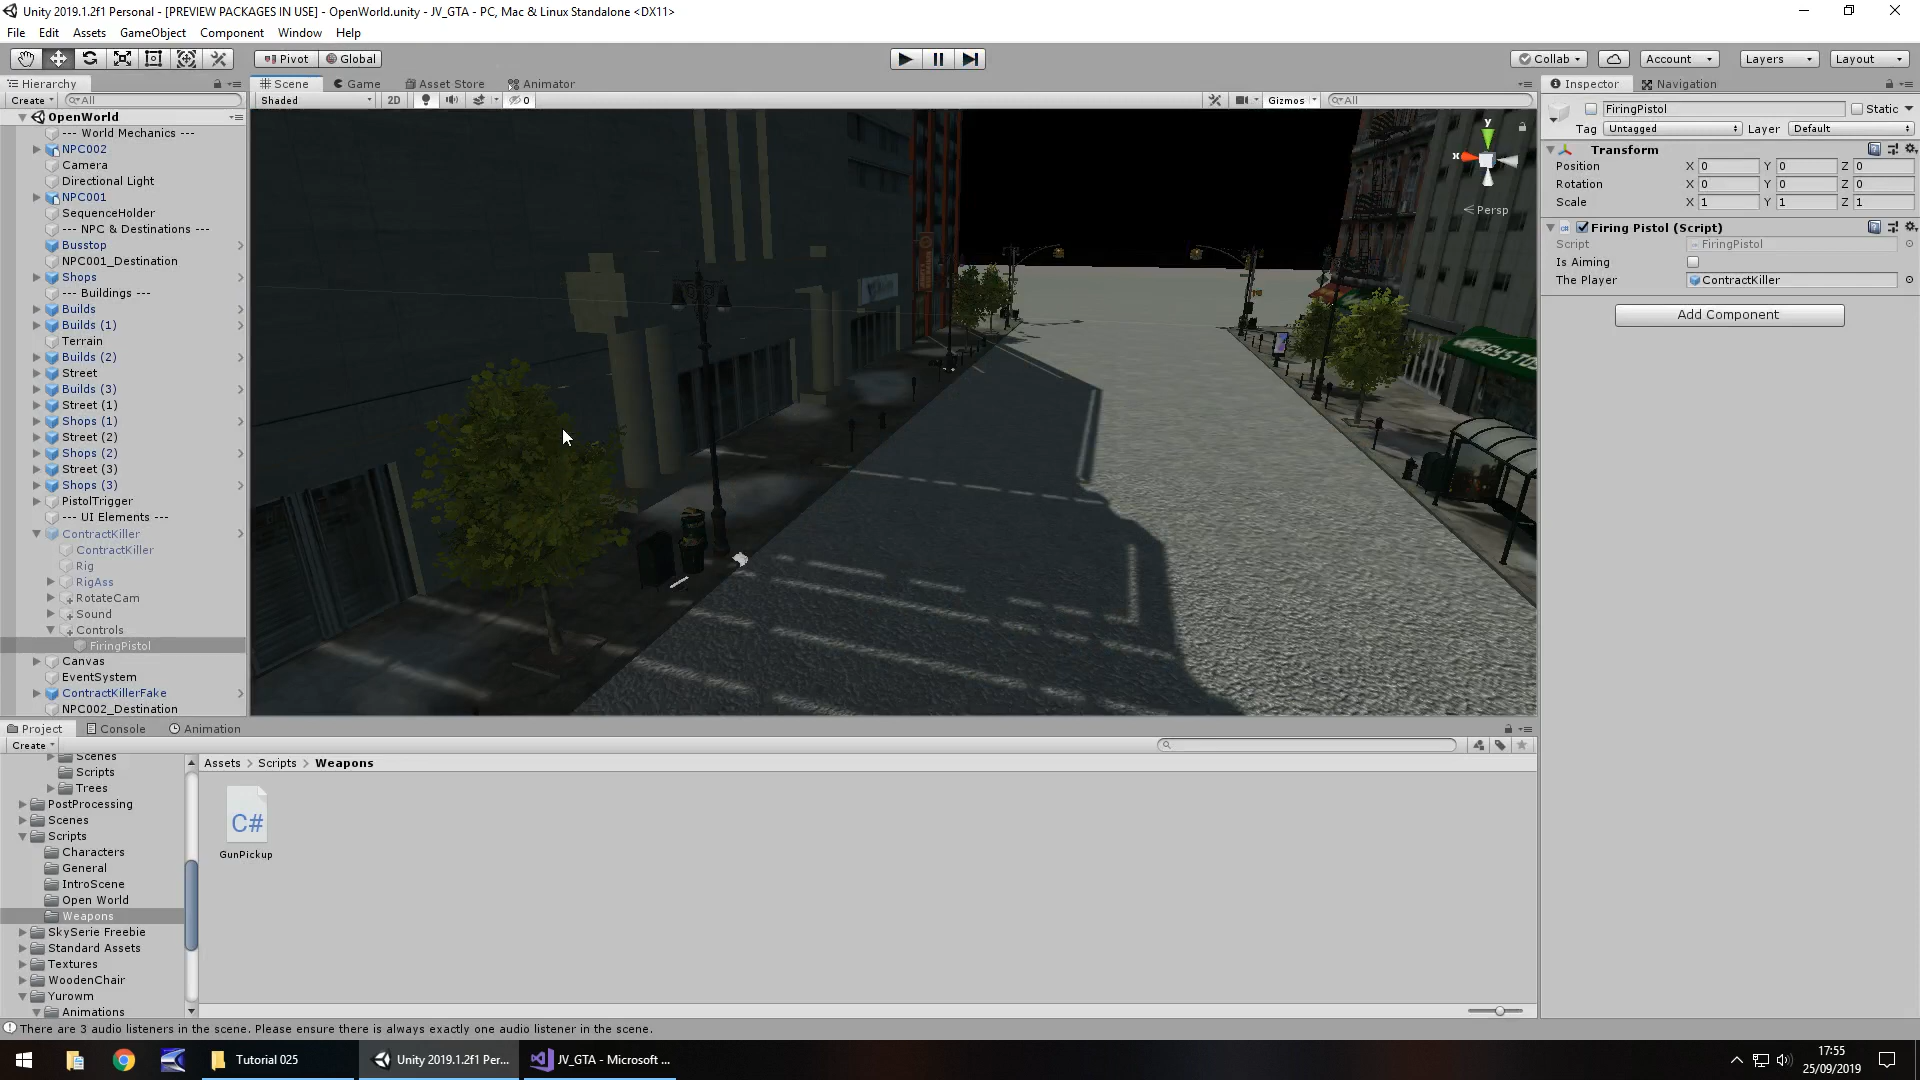 Unity 2019.1.2f1 Personal - [PREVIEW PACKAGES IN USE] - OpenWorld.unity - JV_GTA - PC, Mac & Linux Standalone <DX11>
File Edit Assets GameObject Component Window Help
Pivot Global Collab Account Layers Layout
Hierarchy
Create All
OpenWorld
--- World Mechanics ---
NPC002
Camera
Directional Light
NPC001
SequenceHolder
--- NPC & Destinations ---
Busstop
NPC001_Destination
Shops
--- Buildings ---
Builds
Builds (1)
Terrain
Builds (2)
Street
Builds (3)
Street (1)
Shops (1)
Street (2)
Shops (2)
Street (3)
Shops (3)
PistolTrigger
--- UI Elements ---
ContractKiller
ContractKiller
Rig
RigAss
RotateCam
Sound
Controls
FiringPistol
Canvas
EventSystem
ContractKillerFake
NPC002_Destination
Scene Game Asset Store Animator
Shaded 2D 0 Gizmos All
y
x
Persp
Inspector Navigation
FiringPistol Static
Tag Untagged Layer Default
Transform
Position X 0 Y 0 Z 0
Rotation X 0 Y 0 Z 0
Scale X 1 Y 1 Z 1
Firing Pistol (Script)
Script FiringPistol
Is Aiming
The Player ContractKiller
Add Component
Project Console Animation
Create
Scenes
Scripts
Trees
PostProcessing
Scenes
Scripts
Characters
General
IntroScene
Open World
Weapons
SkySerie Freebie
Standard Assets
Textures
WoodenChair
Yurowm
Animations
Assets > Scripts > Weapons
C#
GunPickup
There are 3 audio listeners in the scene. Please ensure there is always exactly one audio listener in the scene.
Tutorial 025
Unity 2019.1.2f1 Per...
JV_GTA - Microsoft ...
17:55
25/09/2019